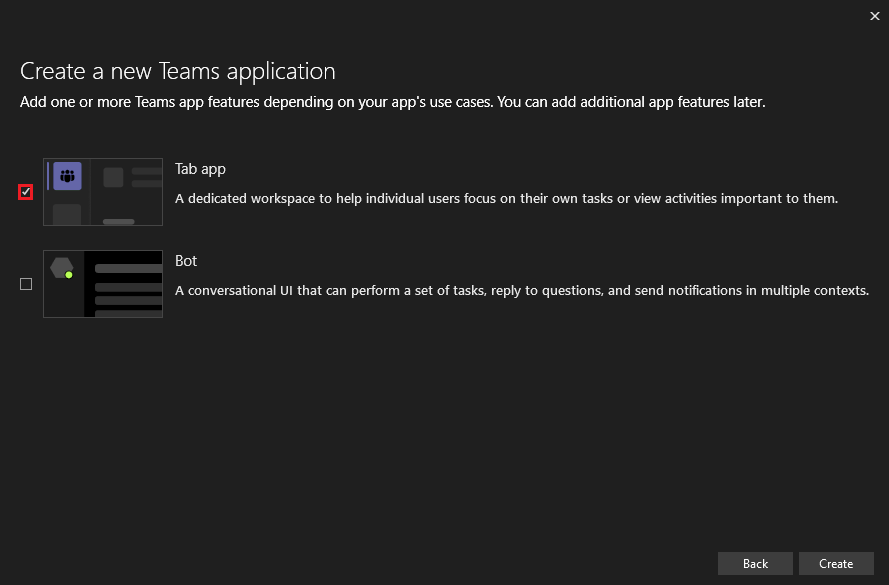 Create a new Teams application
Add one or more Teams app features depending on your app's use cases. You can add additional app features later.
Tab app
A dedicated workspace to help individual users focus on their own tasks or view activities important to them.
Bot
A conversational UI that can perform a set of tasks, reply to questions, and send notifications in multiple contexts.
Back
Create